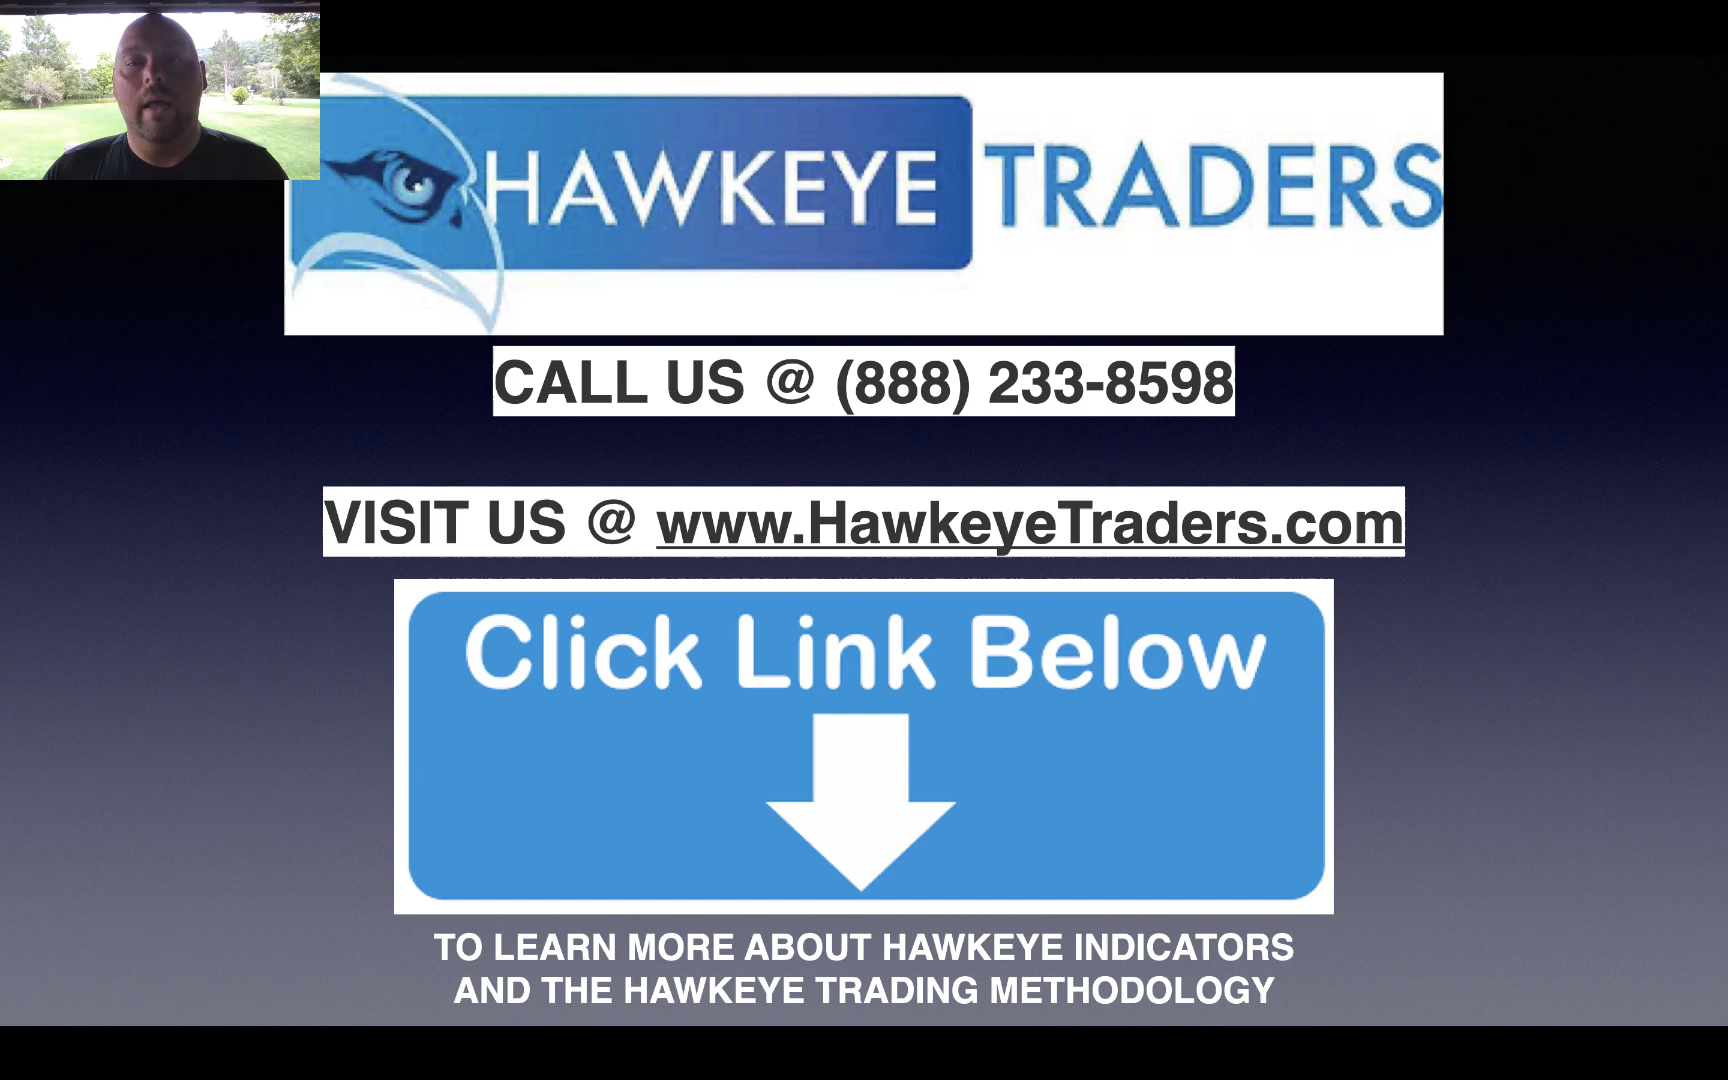 HAWKEYE TRADERS
CALL US @ (888) 233-8598
VISIT US @ www.HawkeyeTraders.com
Click Link Below
TO LEARN MORE ABOUT HAWKEYE INDICATORS
AND THE HAWKEYE TRADING METHODOLOGY